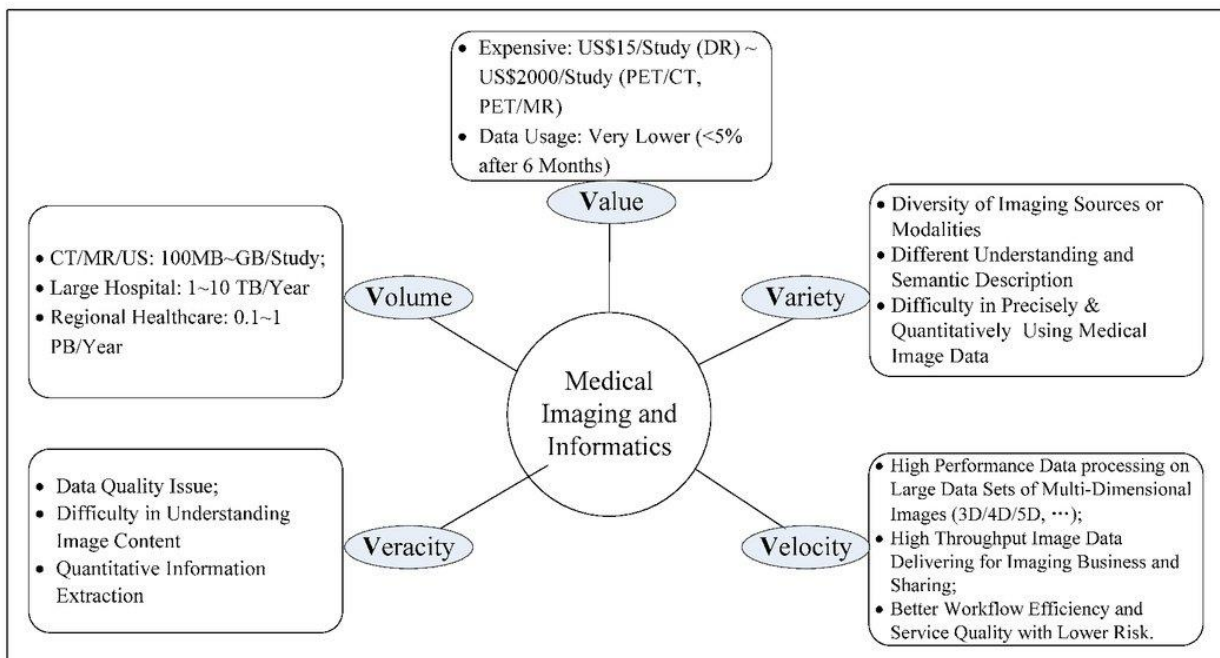 • Expensive: US$15/Study (DR) ~
US$2000/Study (PET/CT,
PET/MR)
• Data Usage: Very Lower (<5%
after 6 Months)
Value
• CT/MR/US: 100MB~GB/Study;
• Large Hospital: 1~10 TB/Year
• Regional Healthcare: 0.1~1
PB/Year
Volume
• Diversity of Imaging Sources or
Modalities
• Different Understanding and
Semantic Description
• Difficulty in Precisely &
Quantitatively Using Medical
Image Data
Variety
Medical
Imaging and
Informatics
• Data Quality Issue;
• Difficulty in Understanding
Image Content
• Quantitative Information
Extraction
Veracity
• High Performance Data processing on
Large Data Sets of Multi-Dimensional
Images (3D/4D/5D, ⋯);
• High Throughput Image Data
Delivering for Imaging Business and
Sharing;
• Better Workflow Efficiency and
Service Quality with Lower Risk.
Velocity